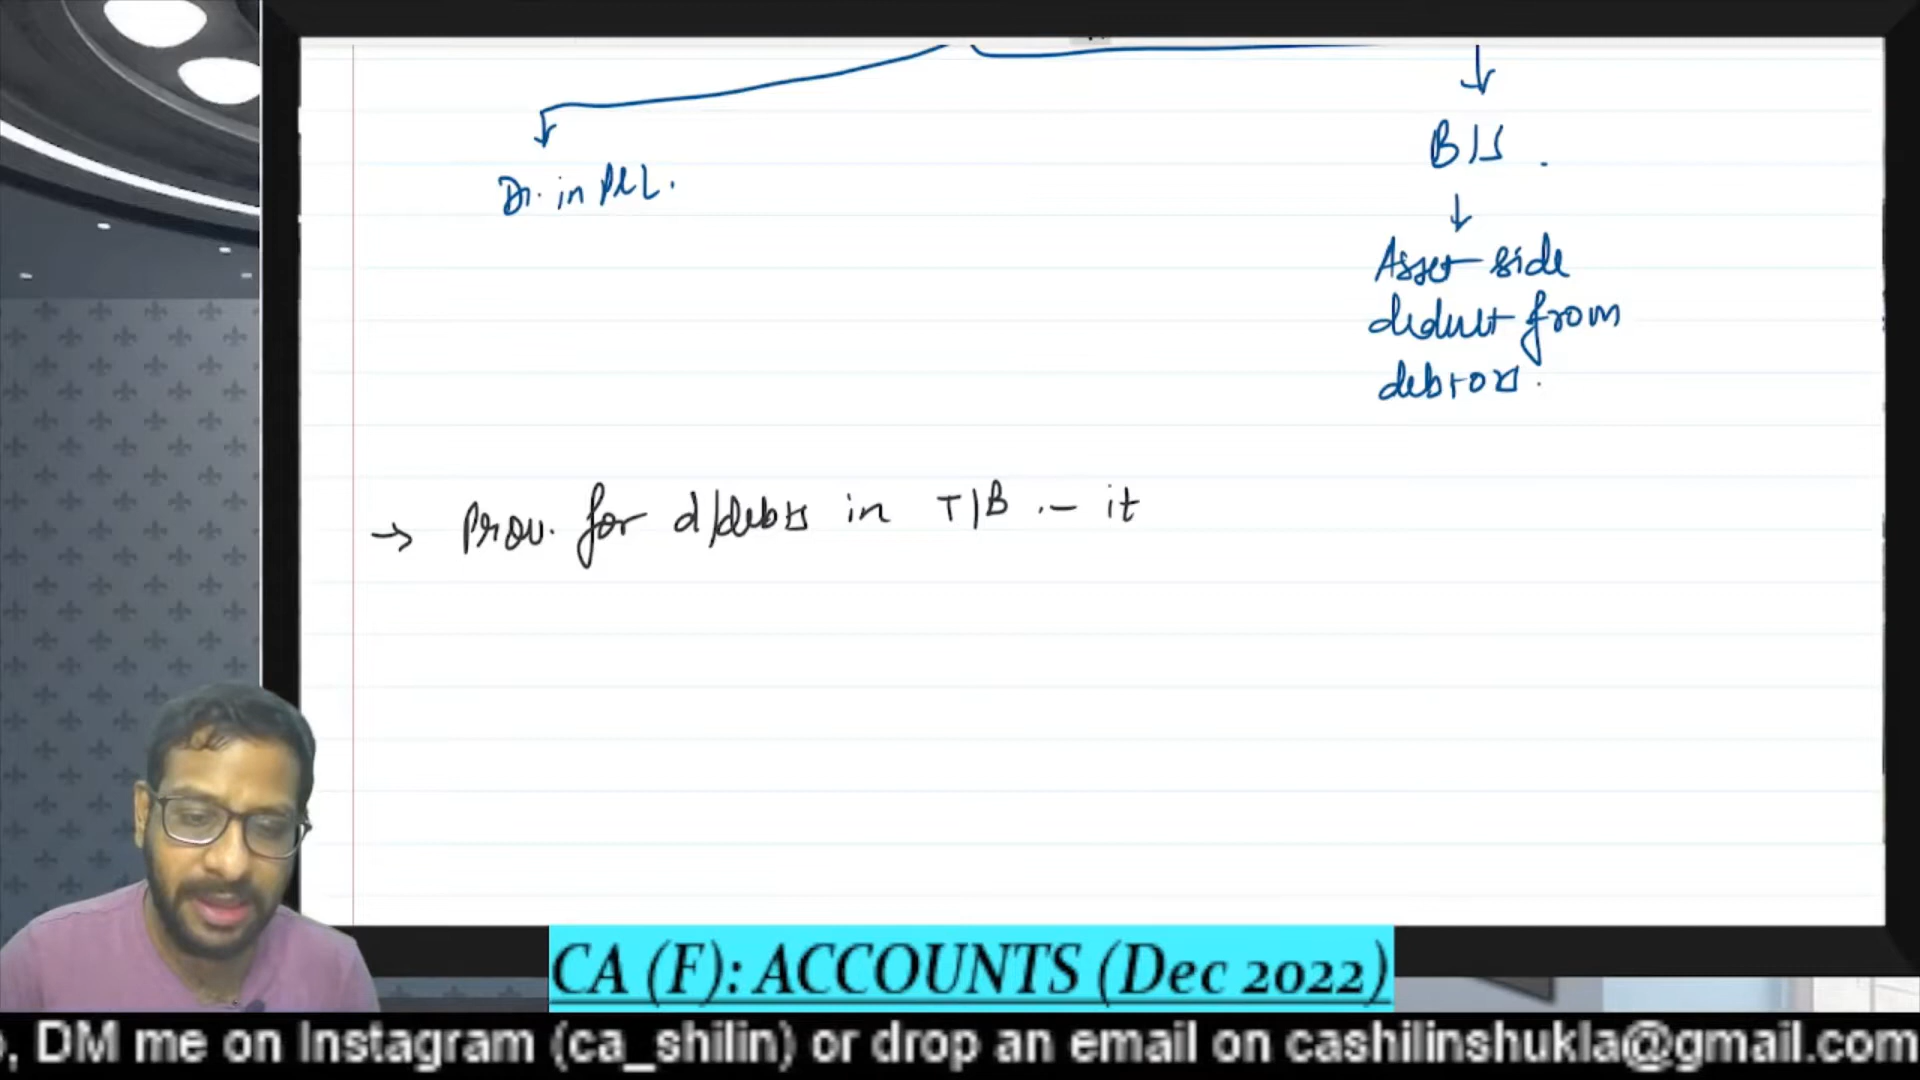 Dr. in P&L.
B/S.
Asset side
deduct from
debtors.
→ Prov. for d/debts in T/B :- it
CA (F): ACCOUNTS (Dec 2022)
, DM me on Instagram (ca_shilin) or drop an email on cashilinshukla@gmail.com